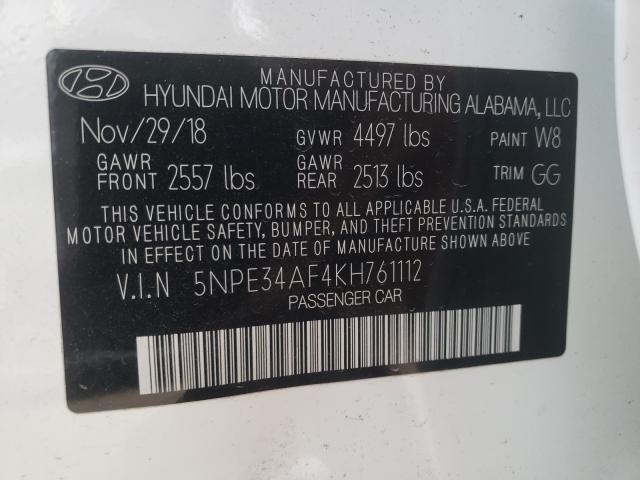 MANUFACTURED BY
HYUNDAI MOTOR MANUFACTURING ALABAMA, LLC
Nov/29/18 GVWR 4497 lbs PAINT W8
GAWR FRONT 2557 lbs GAWR REAR 2513 lbs TRIM GG
THIS VEHICLE CONFORMS TO ALL APPLICABLE U.S.A. FEDERAL
MOTOR VEHICLE SAFETY, BUMPER, AND THEFT PREVENTION STANDARDS
IN EFFECT ON THE DATE OF MANUFACTURE SHOWN ABOVE.
V.I.N 5NPE34AF4KH761112
PASSENGER CAR